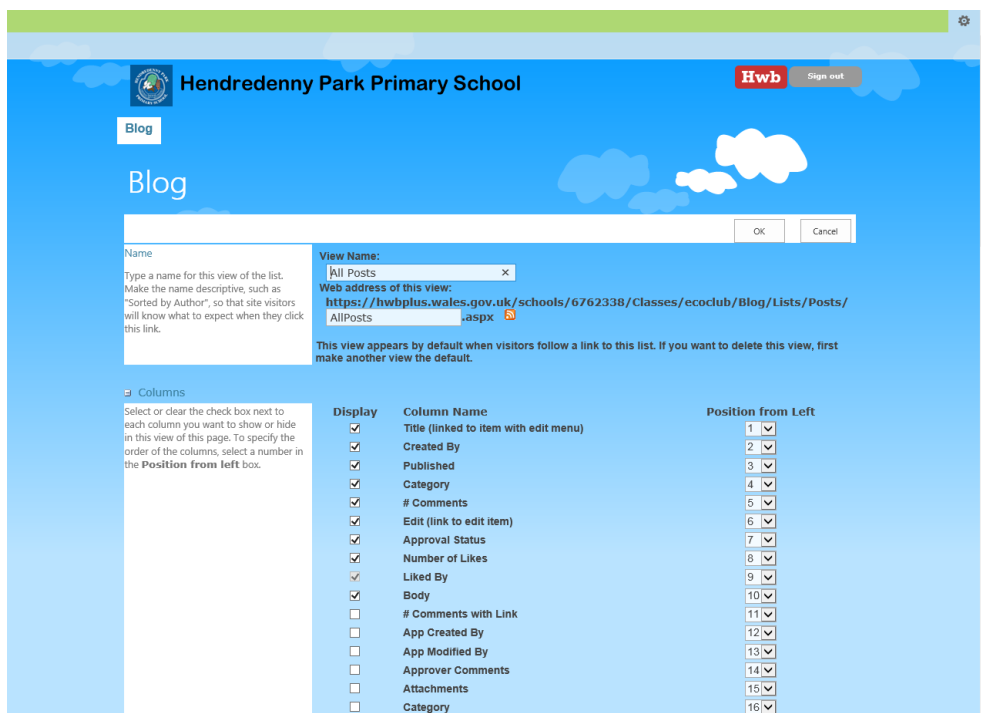 Hendredenny Park Primary School
Hwb
Sign out
Blog
Blog
OK
Cancel
Name
Type a name for this view of the list.
Make the name descriptive, such as
"Sorted by Author", so that site visitors
will know what to expect when they click
this link.
View Name:
All Posts
Web address of this view:
https://hwbplus.wales.gov.uk/schools/6762338/Classes/ecoclub/Blog/Lists/Posts/
AllPosts .aspx
This view appears by default when visitors follow a link to this list. If you want to delete this view, first
make another view the default.
Columns
Select or clear the check box next to
each column you want to show or hide
in this view of this page. To specify the
order of the columns, select a number in
the Position from left box.
Display Column Name Position from Left
Title (linked to item with edit menu) 1
Created By 2
Published 3
Category 4
# Comments 5
Edit (link to edit item) 6
Approval Status 7
Number of Likes 8
Liked By 9
Body 10
# Comments with Link 11
App Created By 12
App Modified By 13
Approver Comments 14
Attachments 15
Category 16